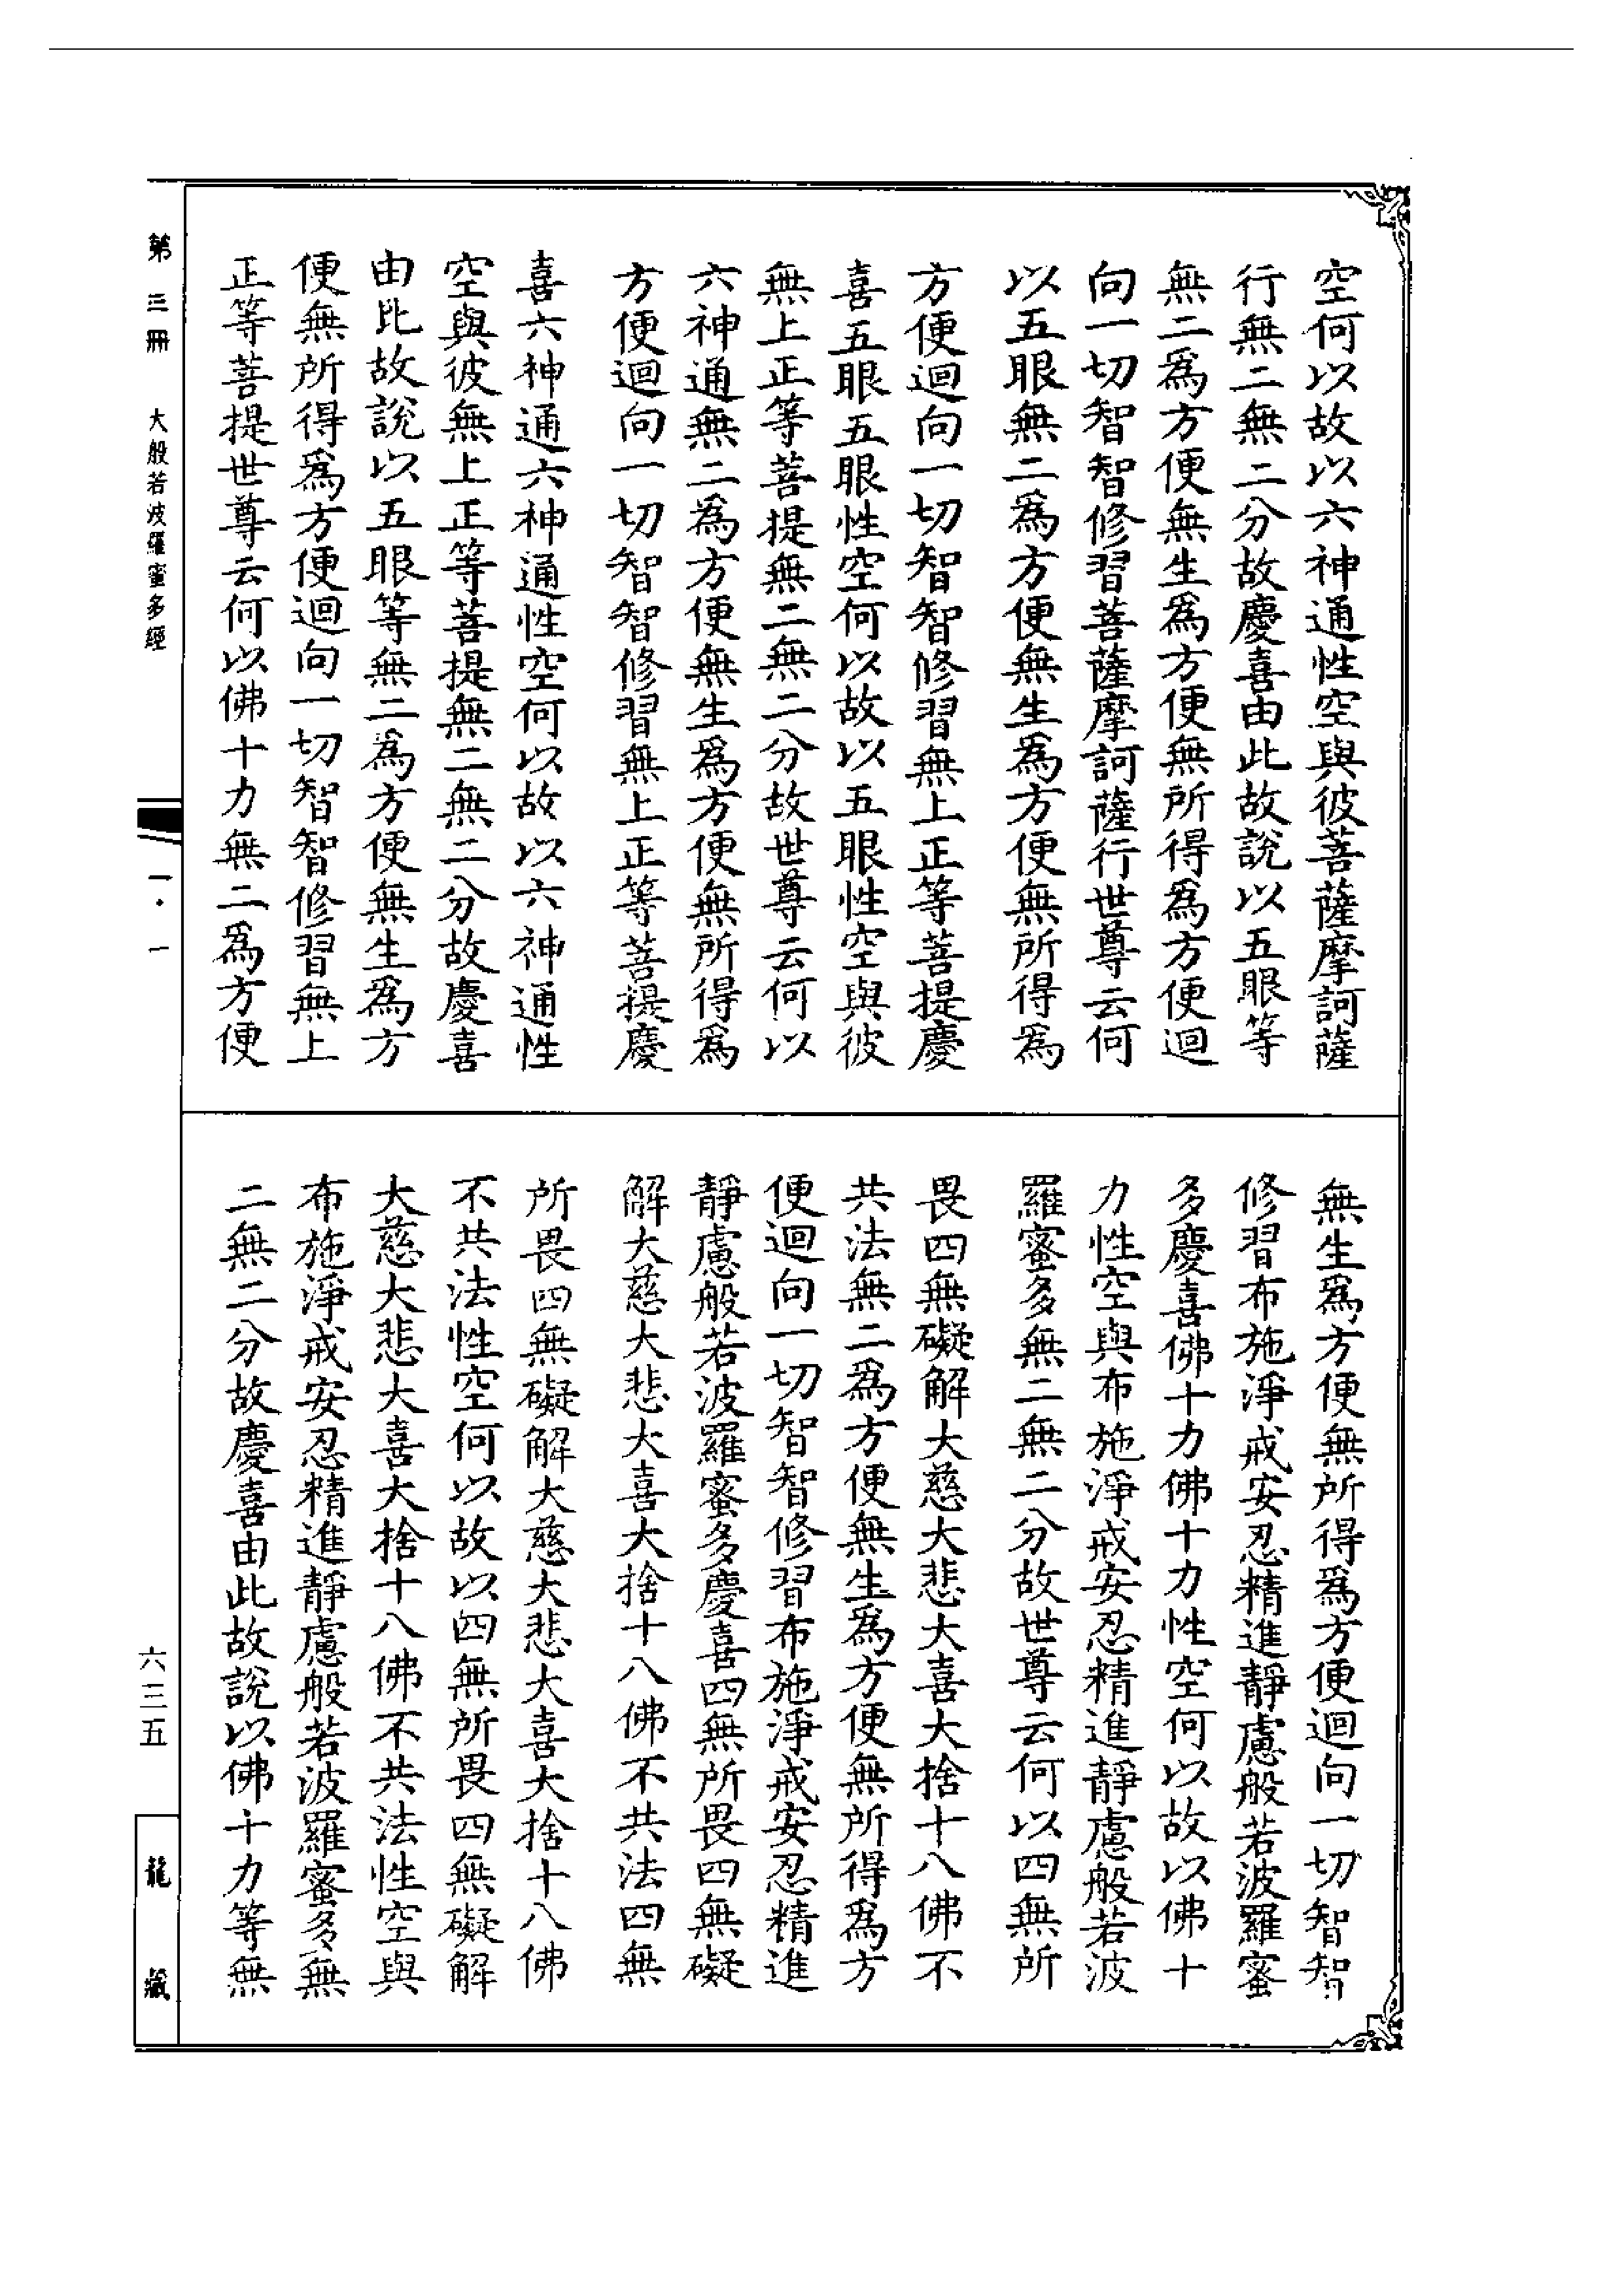 空何以故以六神通性空與彼菩薩摩訶薩
行無二無二分故慶喜由此故說以五眼等
無二爲方便無生爲方便無所得爲方便迴
向一切智智修習菩薩摩訶薩行世尊云何
以五眼無二爲方便無生爲方便無所得爲
方便迴向一切智智修習無上正等菩提慶
喜五眼五眼性空何以故以五眼性空與彼
無上正等菩提無二無二分故世尊云何以
六神通無二爲方便無生爲方便無所得爲
方便迴向一切智智修習無上正等菩提慶
喜六神通六神通性空何以故以六神通性
空與彼無上正等菩提無二無二分故慶喜
由此故說以五眼等無二爲方便無生爲方
便無所得爲方便迴向一切智智修習無上
正等菩提世尊云何以佛十力無二爲方便
無生爲方便無所得爲方便迴向一切智智
修習布施淨戒安忍精進靜慮般若波羅蜜
多慶喜佛十力佛十力性空何以故以佛十
力性空與布施淨戒安忍精進靜慮般若波
羅蜜多無二無二分故世尊云何以四無所
畏四無礙解大慈大悲大喜大捨十八佛不
共法無二爲方便無生爲方便無所得爲方
便迴向一切智智修習布施淨戒安忍精進
靜慮般若波羅蜜多慶喜四無所畏四無礙
解大慈大悲大喜大捨十八佛不共法四無
所畏四無礙解大慈大悲大喜大捨十八佛
不共法性空何以故以四無所畏四無礙解
大慈大悲大喜大捨十八佛不共法性空與
布施淨戒安忍精進靜慮般若波羅蜜多無
二無二分故慶喜由此故說以佛十力等無
第三冊 大般若波羅蜜多經
一·一
六三五
龍藏